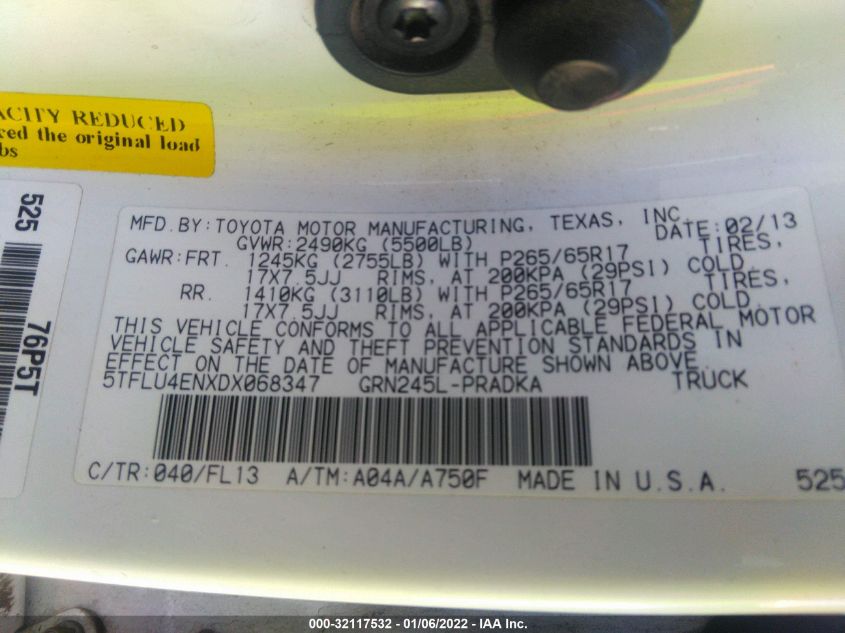 ACITY REDUCED
the original load
bs
525
76P5T
MFD.BY:TOYOTA MOTOR MANUFACTURING, TEXAS, INC.
GVWR:2490KG (5500LB) DATE:02/13
GAWR:FRT. 1245KG (2755LB) WITH P265/65R17 TIRES,
17X7.5JJ RIMS, AT 200KPA (29PSI) COLD.
RR. 1410KG (3110LB) WITH P265/65R17 TIRES,
17X7.5JJ RIMS, AT 200KPA (29PSI) COLD.
THIS VEHICLE CONFORMS TO ALL APPLICABLE FEDERAL MOTOR
VEHICLE SAFETY AND THEFT PREVENTION STANDARDS IN
EFFECT ON THE DATE OF MANUFACTURE SHOWN ABOVE.
5TFLU4ENXDX068347 GRN245L-PRADKA TRUCK
C/TR:040/FL13 A/TM:A04A/A750F MADE IN U.S.A. 525
000-32117532 - 01/06/2022 - IAA Inc.